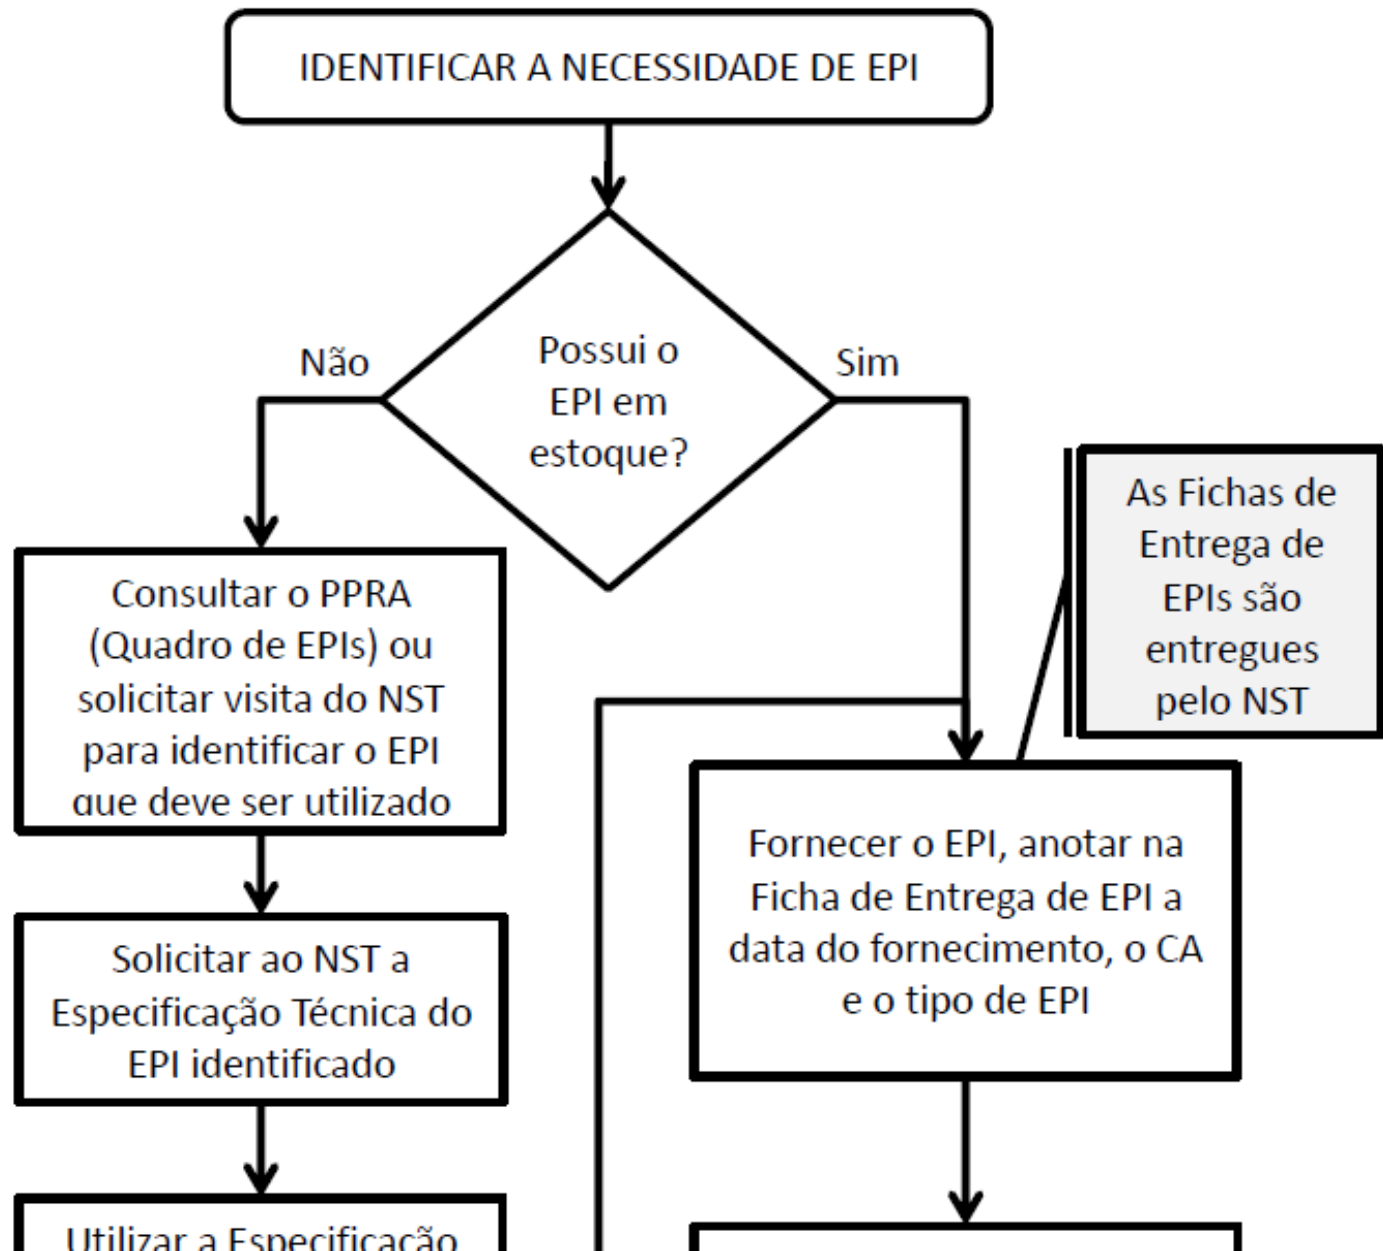 IDENTIFICAR A NECESSIDADE DE EPI
Possui o
EPI em
estoque?
Não
Sim
As Fichas de
Entrega de
EPIs são
entregues
pelo NST
Consultar o PPRA
(Quadro de EPIs) ou
solicitar visita do NST
para identificar o EPI
que deve ser utilizado
Fornecer o EPI, anotar na
Ficha de Entrega de EPI a
data do fornecimento, o CA
e o tipo de EPI
Solicitar ao NST a
Especificação Técnica do
EPI identificado
Utilizar a Especificação